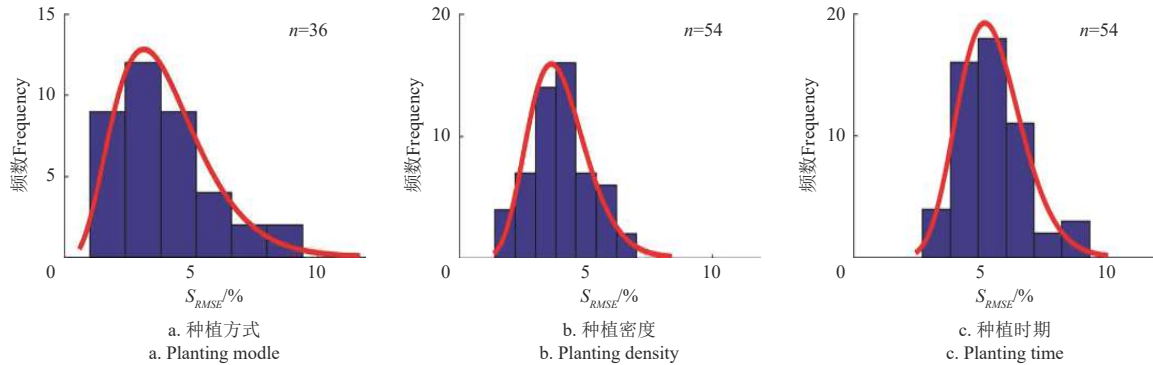 15
10
5
0
5
10
频数Frequency
n=36
S_RMSE/%
a. 种植方式
a. Planting modle
20
10
0
5
10
频数Frequency
n=54
S_RMSE/%
b. 种植密度
b. Planting density
20
10
0
5
10
频数Frequency
n=54
S_RMSE/%
c. 种植时期
c. Planting time